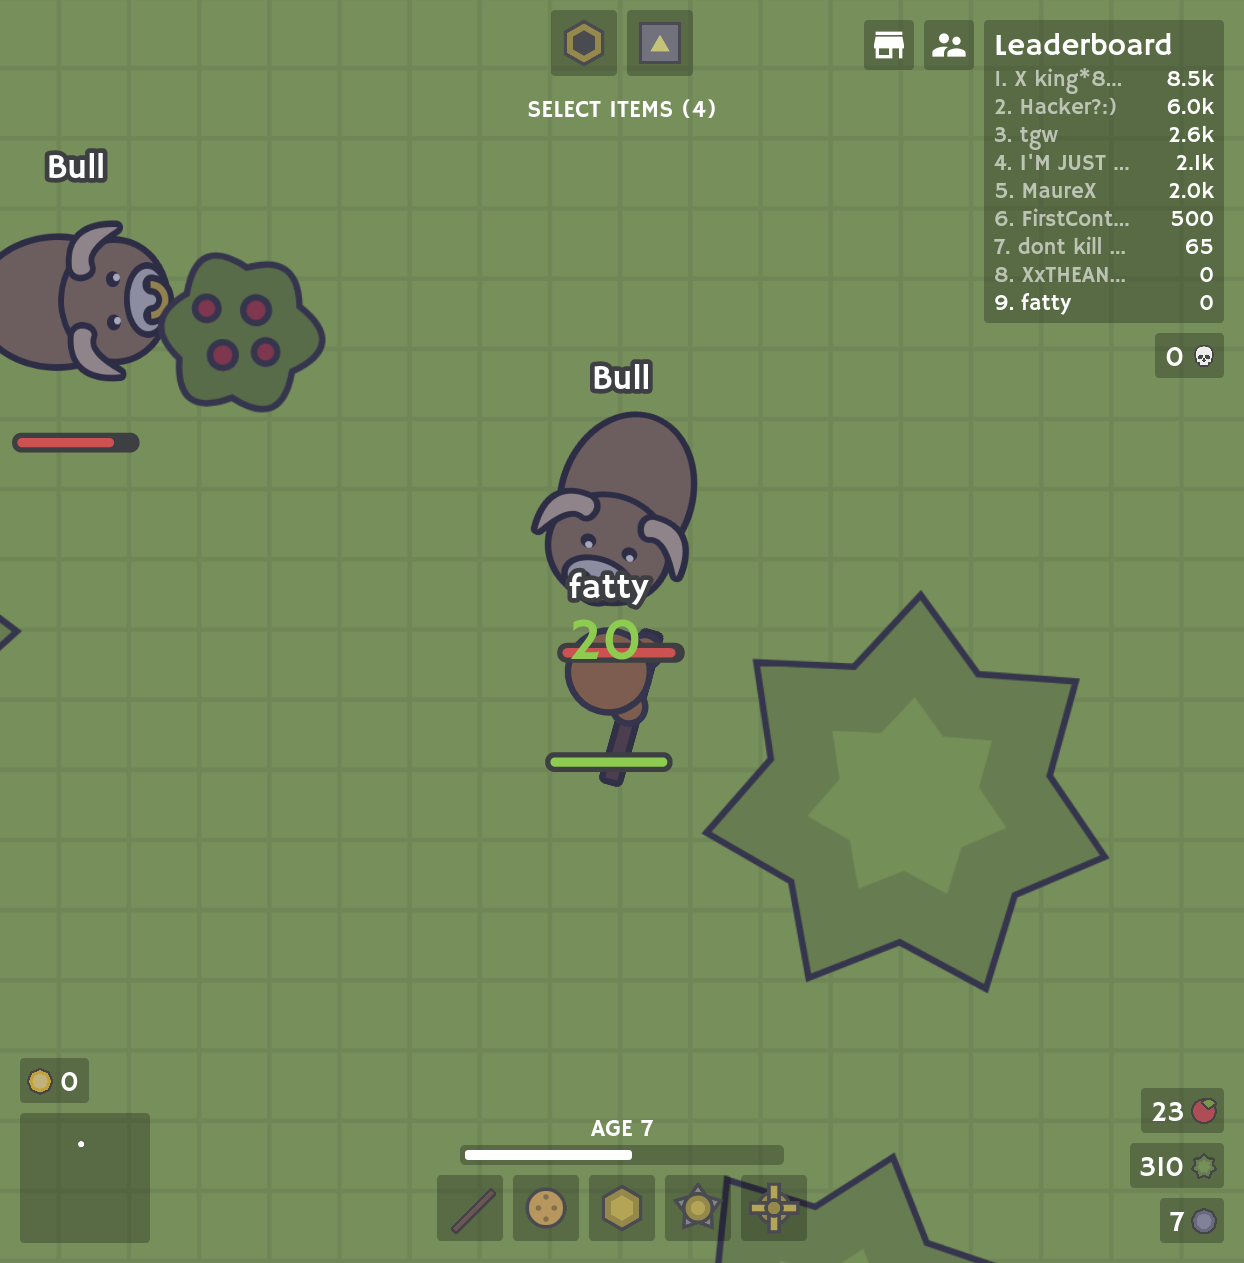 SELECT ITEMS (4)
Leaderboard
1. X king*8... 8.5k
2. Hacker?:) 6.0k
3. tgw 2.6k
4. I'M JUST ... 2.1k
5. MaureX 2.0k
6. FirstCont... 500
7. dont kill ... 65
8. XxTHEAN... 0
9. fatty 0
0
Bull
Bull
fatty
20
0
AGE 7
23
310
7